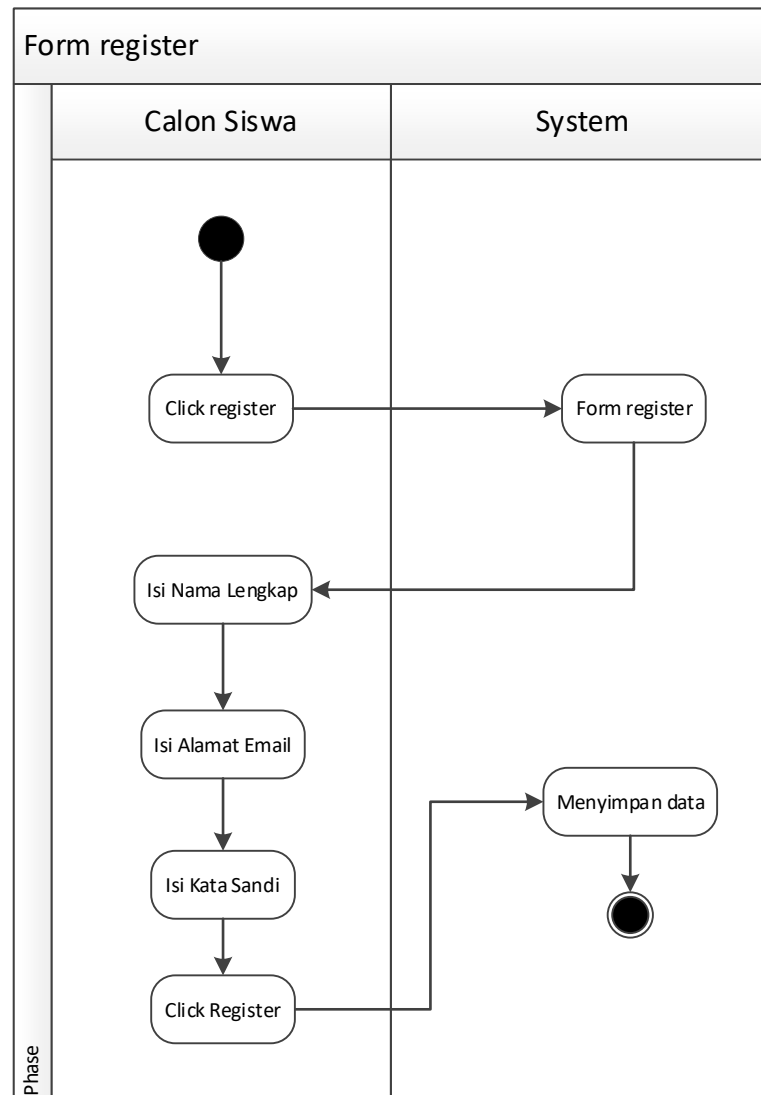 Form register
Calon Siswa
System
Click register
Form register
Isi Nama Lengkap
Isi Alamat Email
Menyimpan data
Isi Kata Sandi
Click Register
Phase